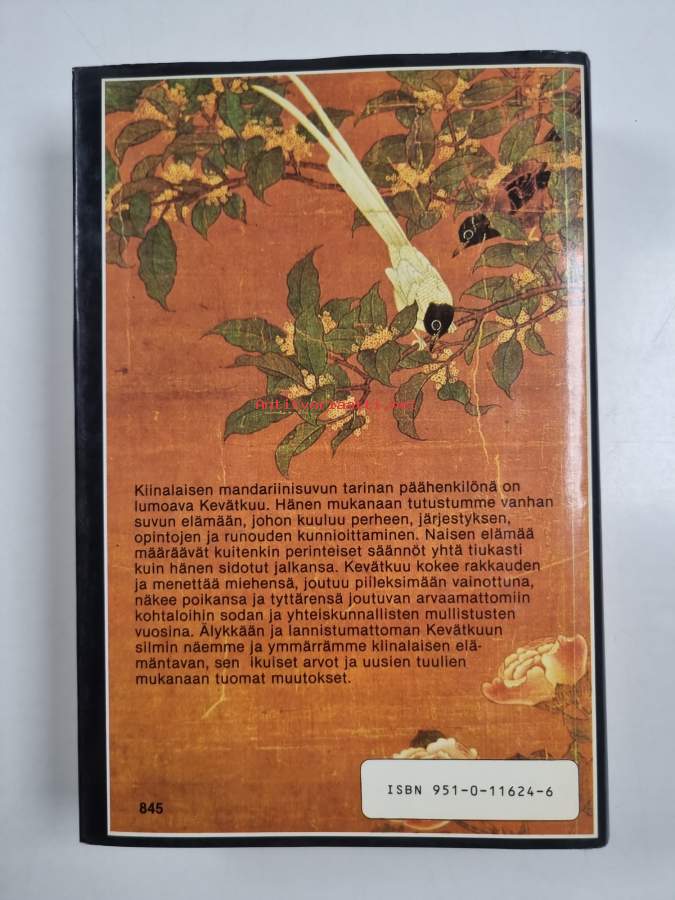 Antiverkaatti.net
Kiinalaisen mandariinisuvun tarinan päähenkilönä on
lumoava Kevätkuu. Hänen mukanaan tutustumme vanhan
suvun elämään, johon kuuluu perheen, järjestyksen,
opintojen ja runouden kunnioittaminen. Naisen elämää
määräävät kuitenkin perinteiset säännöt yhtä tiukasti
kuin hänen sidotut jalkansa. Kevätkuu kokee rakkauden
ja menettää miehensä, joutuu piileksimään vainottuna,
näkee poikansa ja tyttärensä joutuvan arvaamattomiin
kohtaloihin sodan ja yhteiskunnallisten mullistusten
vuosina. Älykkään ja lannistumattoman Kevätkuun
silmin näemme ja ymmärrämme kiinalaisen elä-
mäntavan, sen ikuiset arvot ja uusien tuulien
mukanaan tuomat muutokset.
ISBN 951-0-11624-6
845